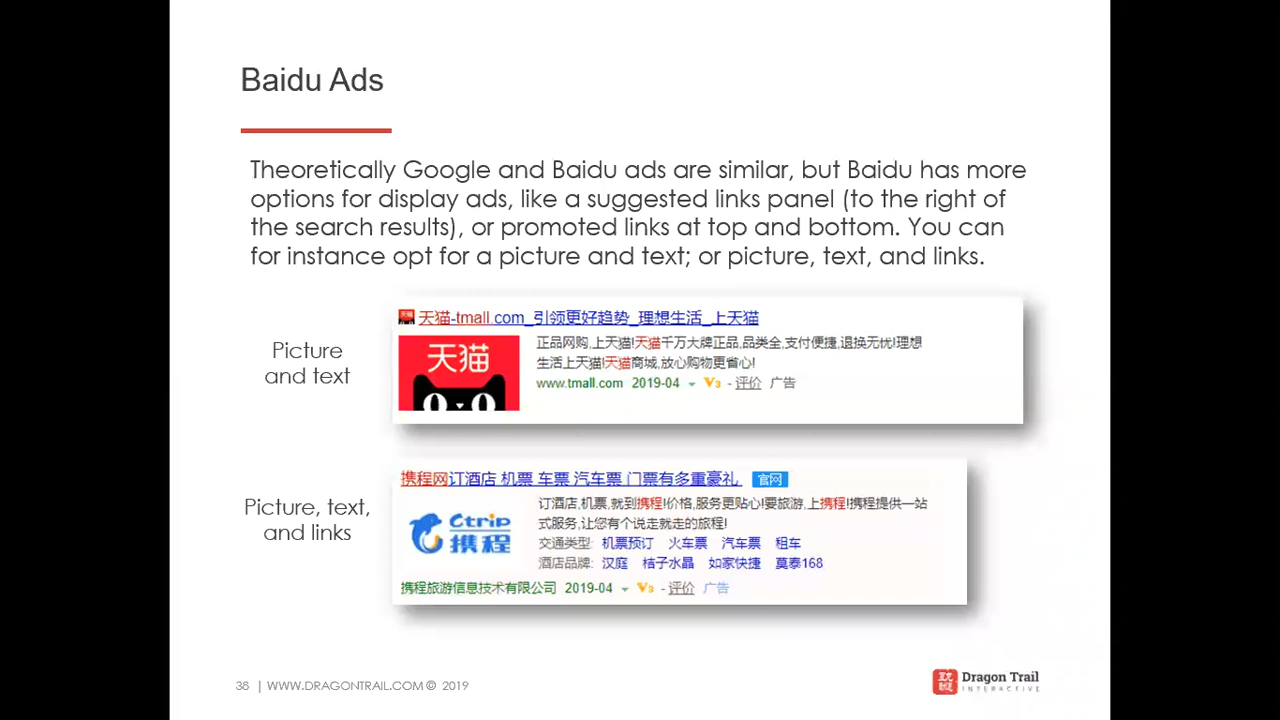 Baidu Ads
Theoretically Google and Baidu ads are similar, but Baidu has more
options for display ads, like a suggested links panel (to the right of
the search results), or promoted links at top and bottom. You can
for instance opt for a picture and text; or picture, text, and links.
Picture
and text
天猫-tmall.com_引领更好趋势_理想生活_上天猫
天猫
正品网购,上天猫!天猫千万大牌正品,品类全,支付便捷,退换无忧!理想
生活上天猫!天猫商城,放心购物更省心!
www.tmall.com 2019-04 V3 - 评价 广告
Picture, text,
and links
携程网订酒店 机票 车票 汽车票 门票有多重豪礼 官网
Ctrip
携程
订酒店,机票,就到携程!价格,服务更贴心!要旅游,上携程!携程提供一站
式服务,让您有个说走就走的旅程!
交通类型: 机票预订 火车票 汽车票 租车
酒店品牌: 汉庭 桔子水晶 如家快捷 莫泰168
携程旅游信息技术有限公司 2019-04 V3 - 评价 广告
38 | WWW.DRAGONTRAIL.COM © 2019
Dragon Trail
INTERACTIVE